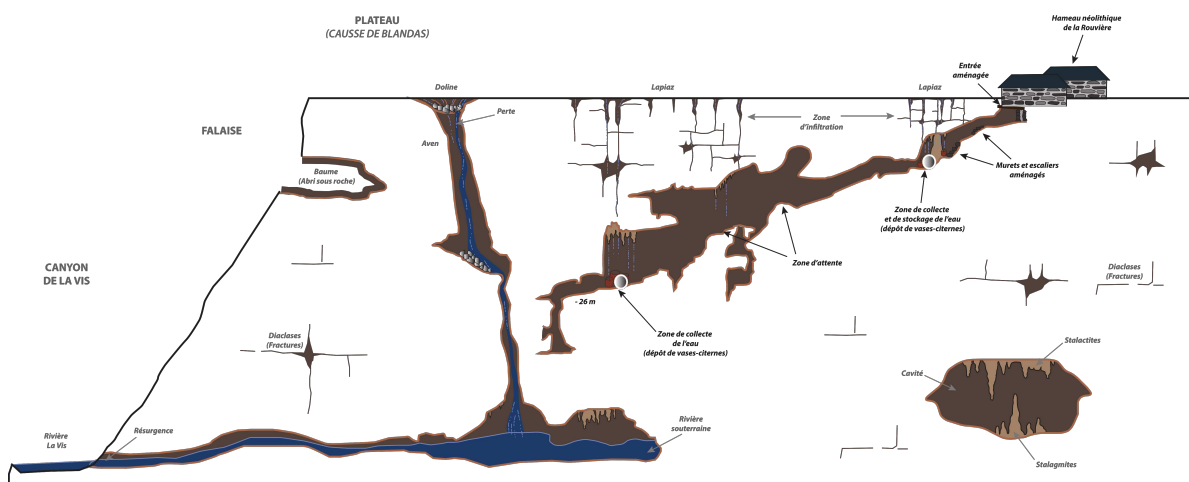 PLATEAU
(CAUSSE DE BLANDAS)
Hameau néolithique
de la Rouvière
Entrée
aménagée
Doline
Lapiaz
Lapiaz
Perte
Zone
d'infiltration
FALAISE
Aven
Baume
(Abri sous roche)
Murets et escaliers
aménagés
Zone de collecte
et de stockage de l'eau
(dépôt de vases-citernes)
CANYON
DE LA VIS
Zone d'attente
Diaclases
(Fractures)
- 26 m
Diaclases
(Fractures)
Zone de collecte
de l'eau
(dépôt de vases-citernes)
Stalactites
Cavité
Rivière
souterraine
Rivière
La Vis
Résurgence
Stalagmites